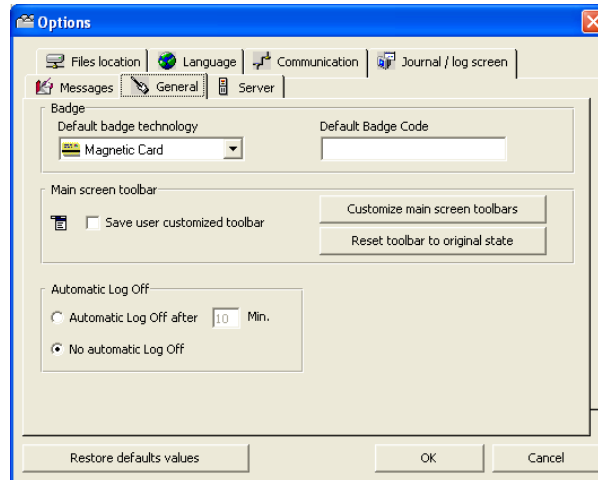 Options
Files location
Language
Communication
Journal / log screen
Messages
General
Server
Badge
Default badge technology
Default Badge Code
Magnetic Card
Main screen toolbar
Save user customized toolbar
Customize main screen toolbars
Reset toolbar to original state
Automatic Log Off
Automatic Log Off after 10 Min.
No automatic Log Off
Restore defaults values
OK
Cancel